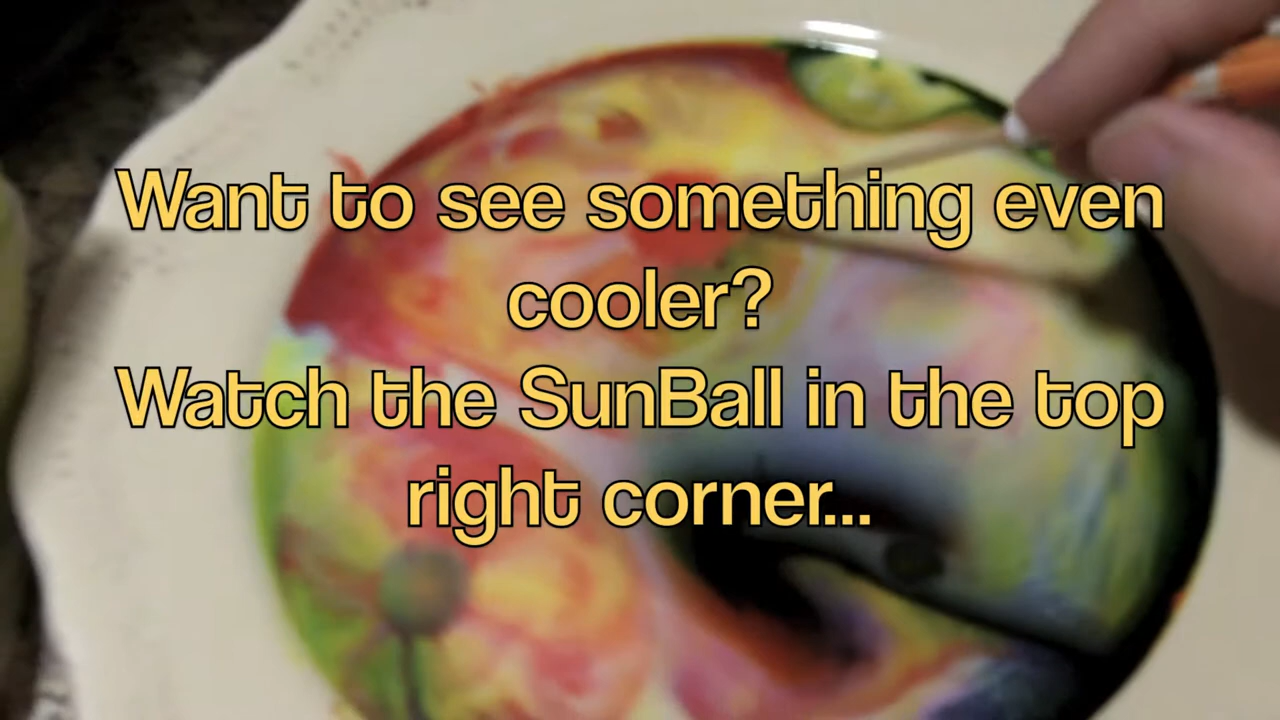 Want to see something even
cooler?
Watch the SunBall in the top
right corner...